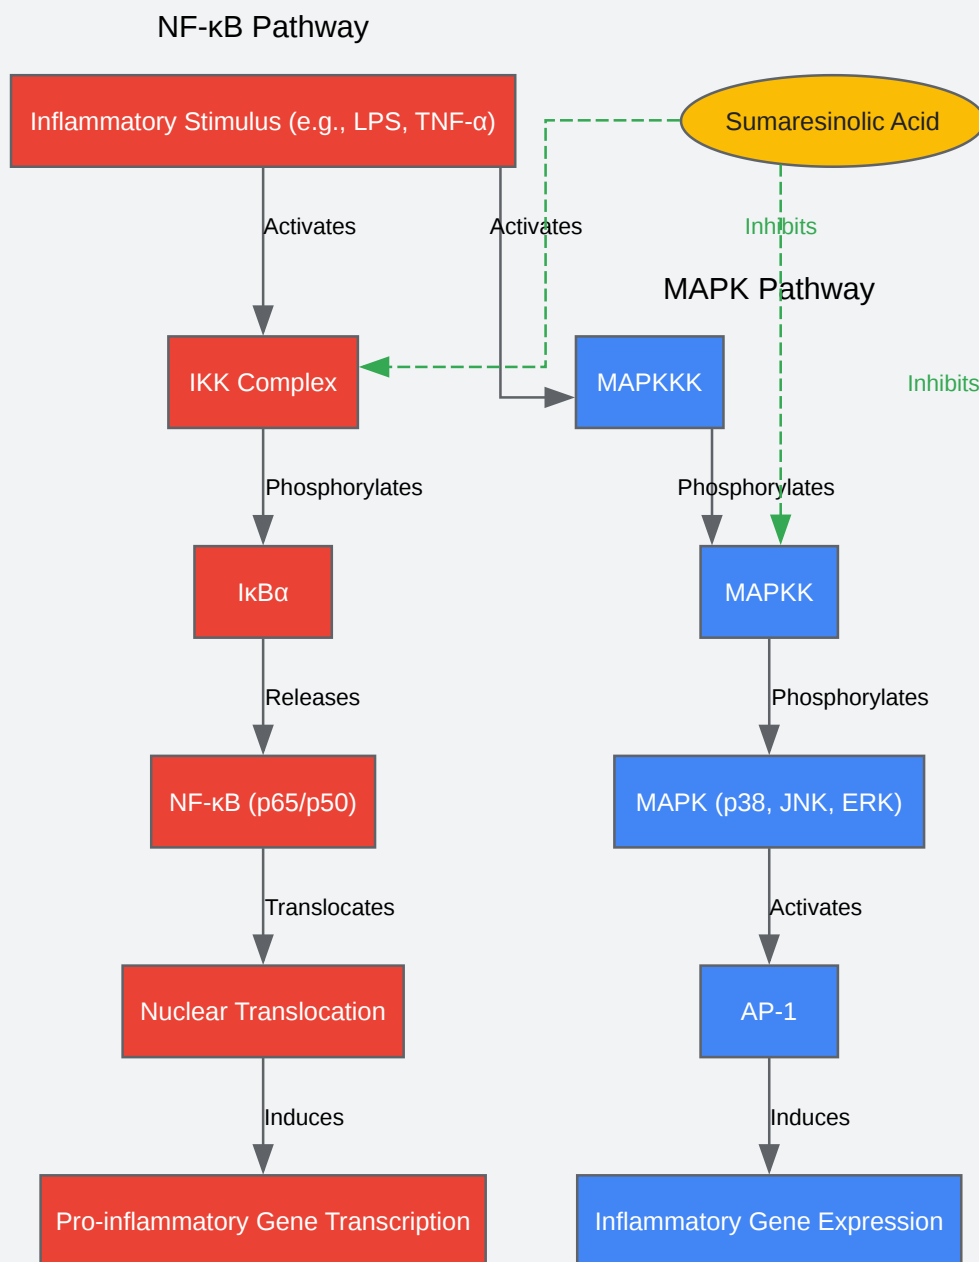 NF-κB Pathway
Inflammatory Stimulus (e.g., LPS, TNF-α)
Sumaresinolic Acid
Activates
Activates
Inhibits
MAPK Pathway
IKK Complex
MAPKKK
Inhibits
Phosphorylates
Phosphorylates
IκBα
MAPKK
Releases
Phosphorylates
NF-κB (p65/p50)
MAPK (p38, JNK, ERK)
Translocates
Activates
Nuclear Translocation
AP-1
Induces
Induces
Pro-inflammatory Gene Transcription
Inflammatory Gene Expression